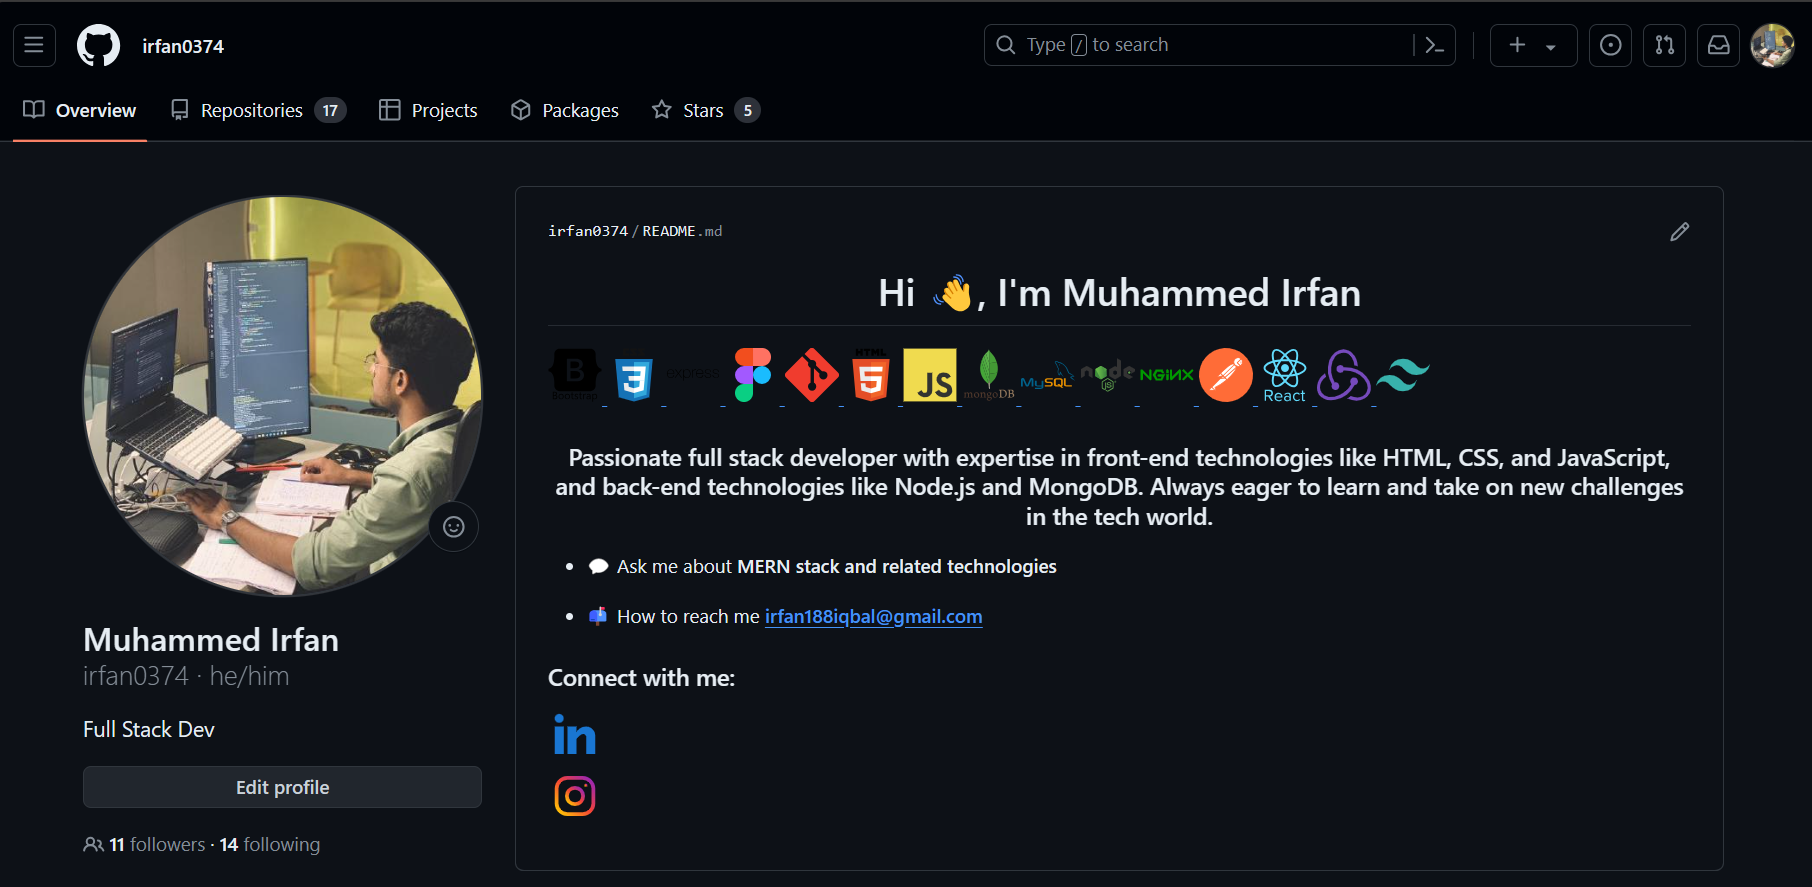 irfan0374
Type / to search
Overview
Repositories 17
Projects
Packages
Stars 5
irfan0374 / README.md
Hi 👋, I'm Muhammed Irfan
B
Bootstrap
3
express
HTML
5
JS
mongoDB
MySQL
node
JS
NGINX
React
Passionate full stack developer with expertise in front-end technologies like HTML, CSS, and JavaScript,
and back-end technologies like Node.js and MongoDB. Always eager to learn and take on new challenges
in the tech world.
💬 Ask me about MERN stack and related technologies
📫 How to reach me irfan188iqbal@gmail.com
Connect with me:
in
Muhammed Irfan
irfan0374 · he/him
Full Stack Dev
Edit profile
11 followers · 14 following